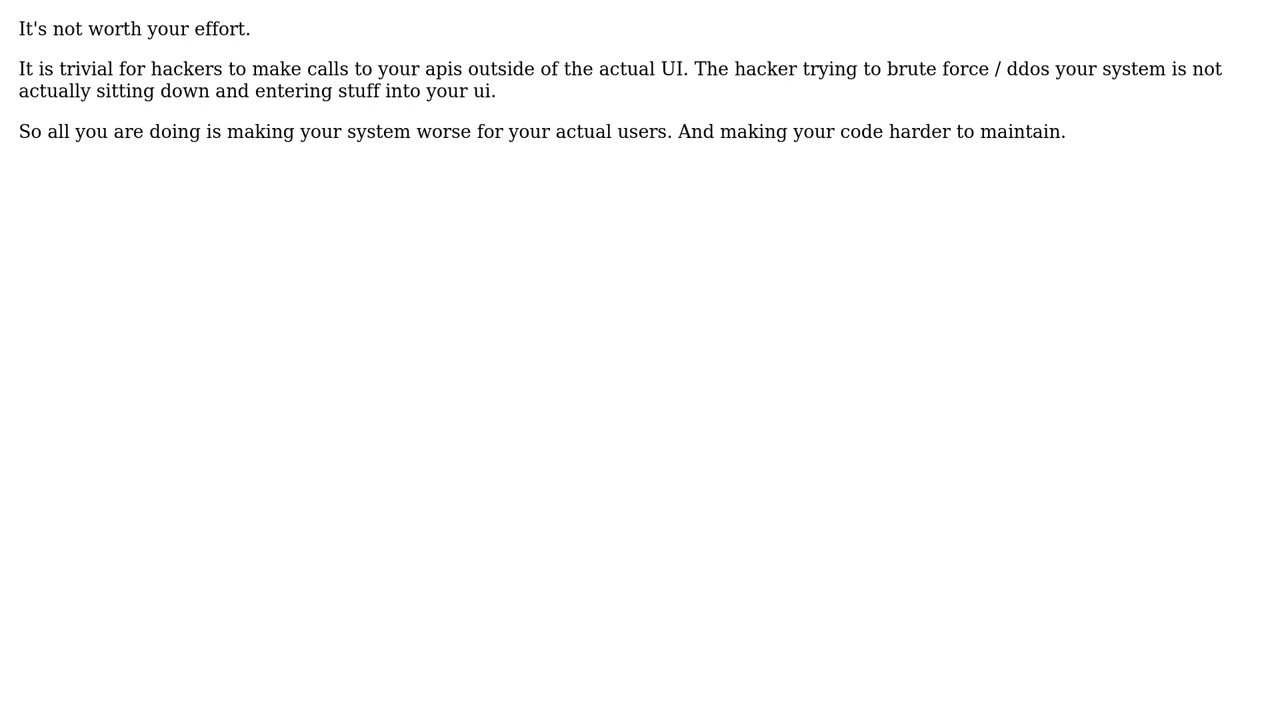 It's not worth your effort.
It is trivial for hackers to make calls to your apis outside of the actual UI. The hacker trying to brute force / ddos your system is not
actually sitting down and entering stuff into your ui.
So all you are doing is making your system worse for your actual users. And making your code harder to maintain.